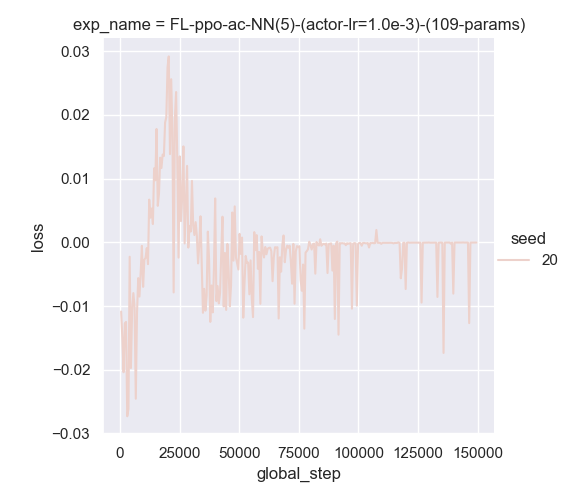 exp_name = FL-ppo-ac-NN(5)-(actor-lr=1.0e-3)-(109-params)
0.03
0.02
0.01
0.00
−0.01
−0.02
−0.03
loss
0 25000 50000 75000 100000 125000 150000
global_step
seed
20